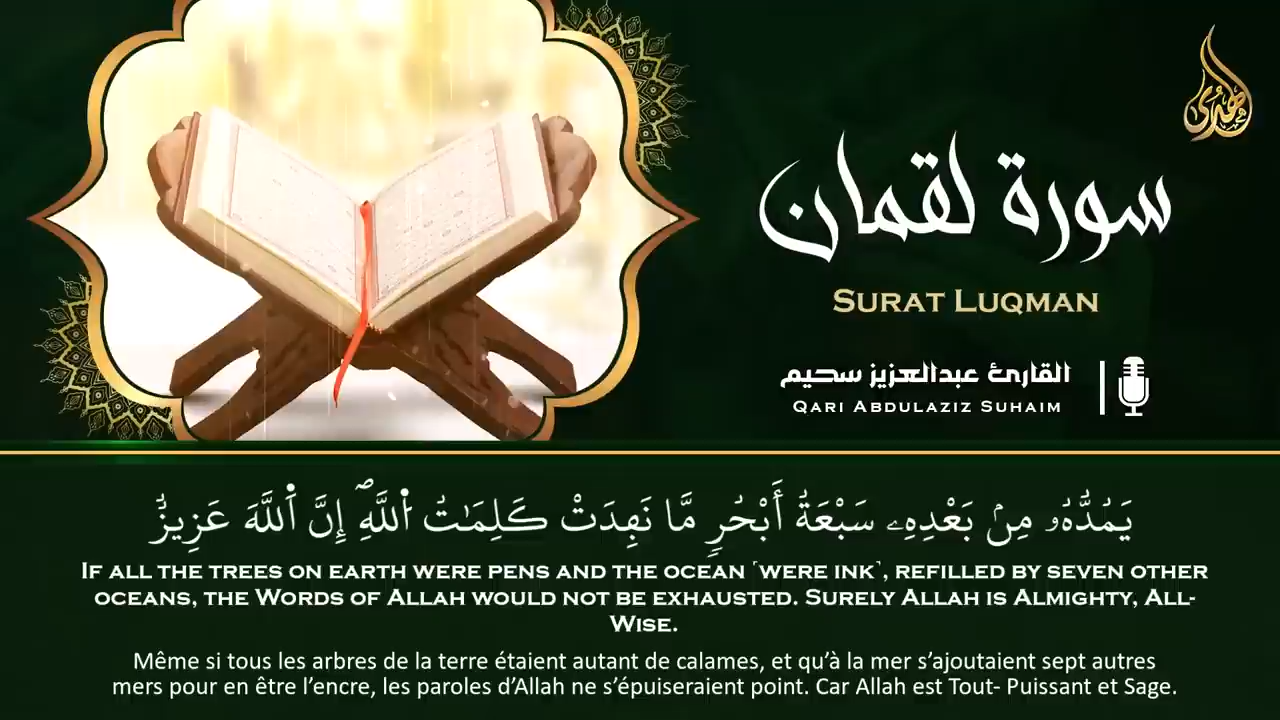 الهدى
سورة لقمان
SURAT LUQMAN
القارئ عبدالعزيز سحيم
QARI ABDULAZIZ SUHAIM
يَمُدُّهُۥ مِنۢ بَعْدِهِۦ سَبْعَةُ أَبْحُرٍۢ مَّا نَفِدَتْ كَلِمَـٰتُ ٱللَّهِۗ إِنَّ ٱللَّهَ عَزِيزٌ
IF ALL THE TREES ON EARTH WERE PENS AND THE OCEAN ˹WERE INK˺, REFILLED BY SEVEN OTHER
OCEANS, THE WORDS OF ALLAH WOULD NOT BE EXHAUSTED. SURELY ALLAH IS ALMIGHTY, ALL-
WISE.
Même si tous les arbres de la terre étaient autant de calames, et qu’à la mer s’ajoutaient sept autres
mers pour en être l’encre, les paroles d’Allah ne s’épuiseraient point. Car Allah est Tout- Puissant et Sage.